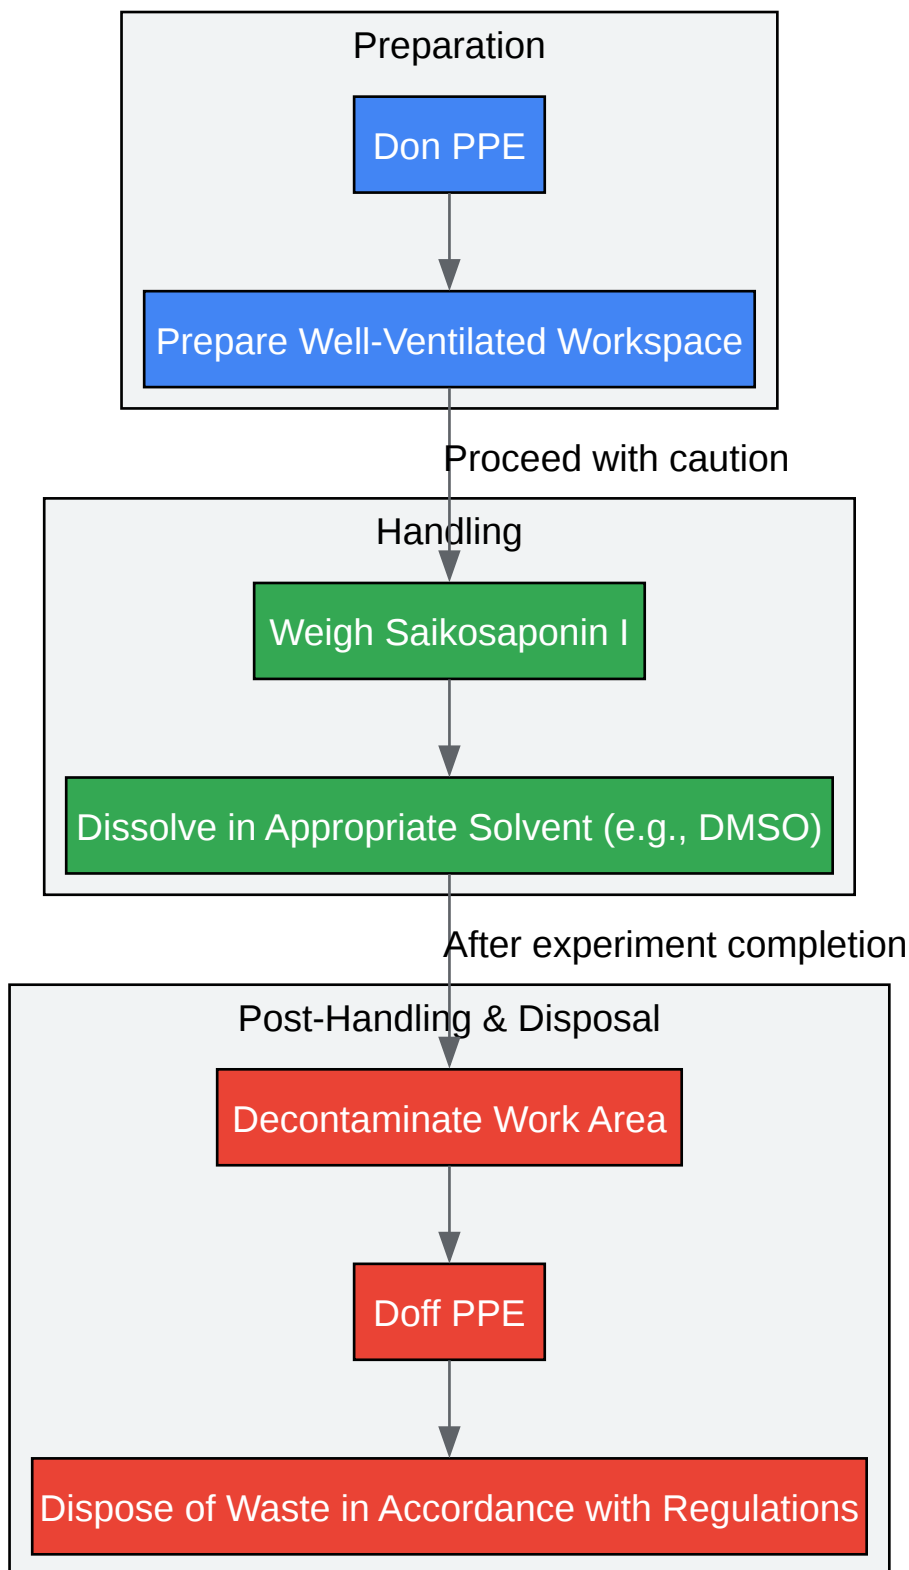 Preparation
Don PPE
Prepare Well-Ventilated Workspace
Proceed with caution
Handling
Weigh Saikosaponin I
Dissolve in Appropriate Solvent (e.g., DMSO)
After experiment completion
Post-Handling & Disposal
Decontaminate Work Area
Doff PPE
Dispose of Waste in Accordance with Regulations